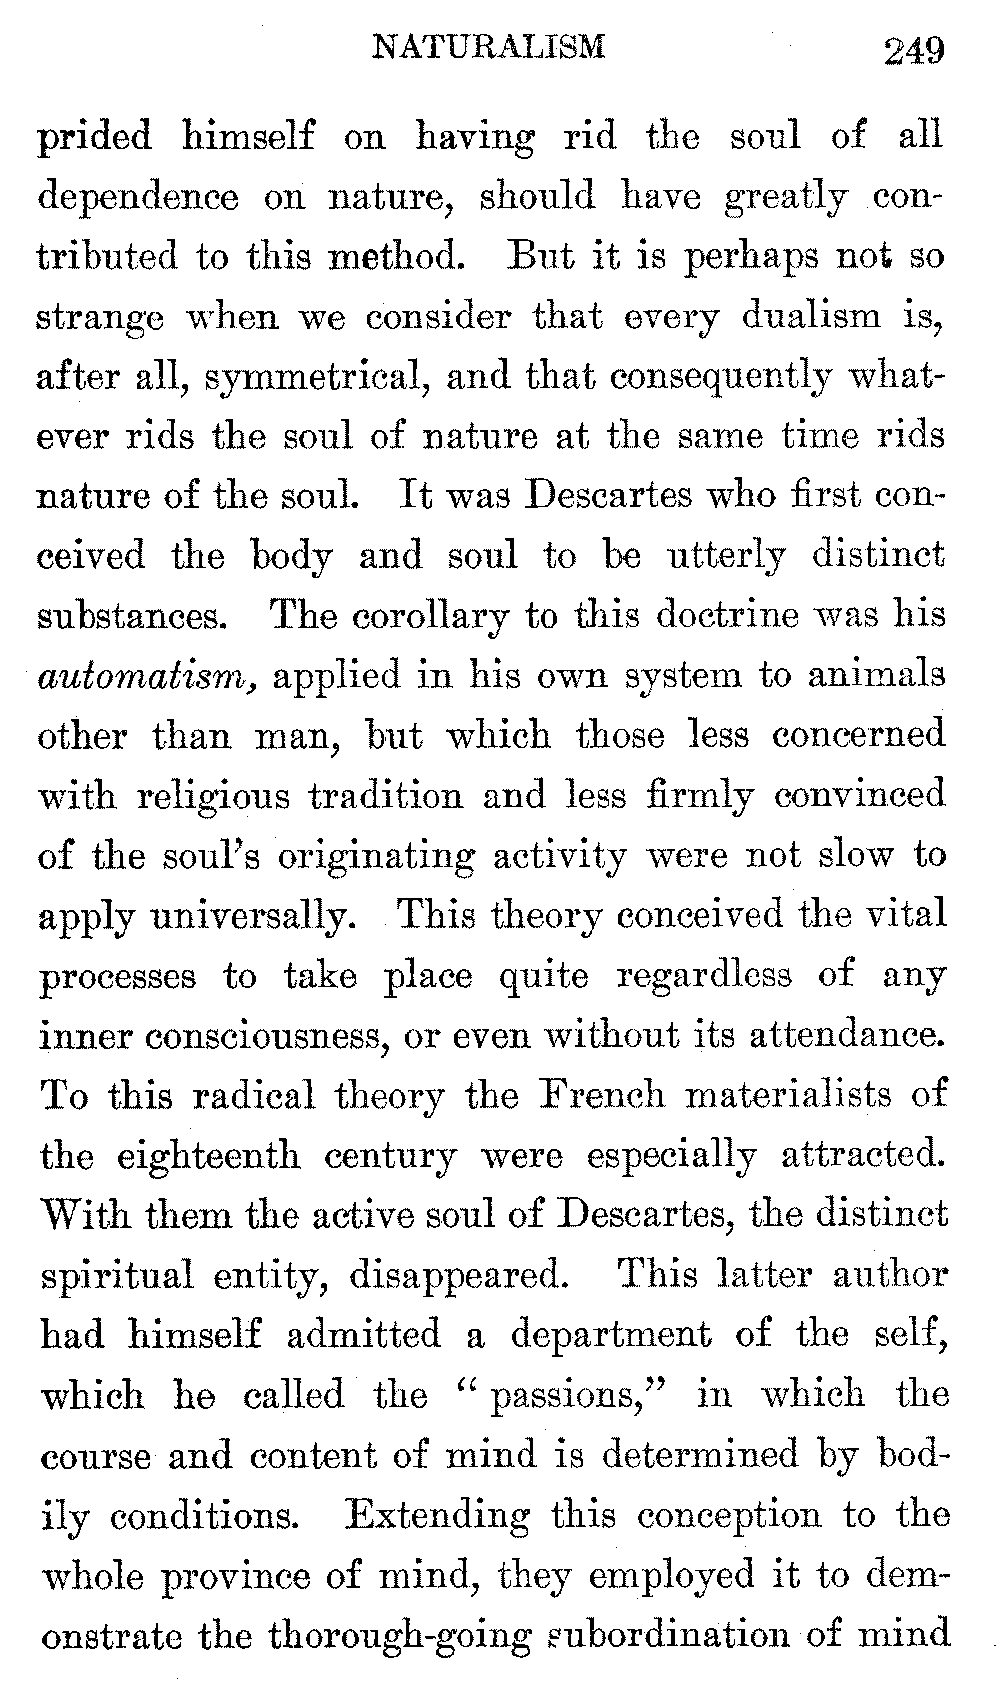 NATURALISM 249
prided himself on having rid the soul of all
dependence on nature, should have greatly con-
tributed to this method. But it is perhaps not so
strange when we consider that every dualism is,
after all, symmetrical, and that consequently what-
ever rids the soul of nature at the same time rids
nature of the soul. It was Descartes who first con-
ceived the body and soul to be utterly distinct
substances. The corollary to this doctrine was his
automatism, applied in his own system to animals
other than man, but which those less concerned
with religious tradition and less firmly convinced
of the soul's originating activity were not slow to
apply universally. This theory conceived the vital
processes to take place quite regardless of any
inner consciousness, or even without its attendance.
To this radical theory the French materialists of
the eighteenth century were especially attracted.
With them the active soul of Descartes, the distinct
spiritual entity, disappeared. This latter author
had himself admitted a department of the self,
which he called the " passions," in which the
course and content of mind is determined by bod-
ily conditions. Extending this conception to the
whole province of mind, they employed it to dem-
onstrate the thorough-going subordination of mind